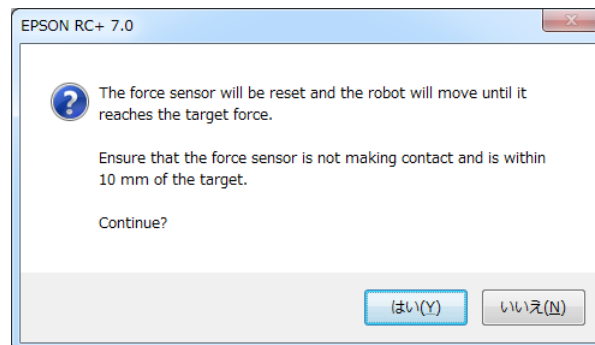 EPSON RC+ 7.0
The force sensor will be reset and the robot will move until it
reaches the target force.
Ensure that the force sensor is not making contact and is within
10 mm of the target.
Continue?
はい(Y)
いいえ(N)